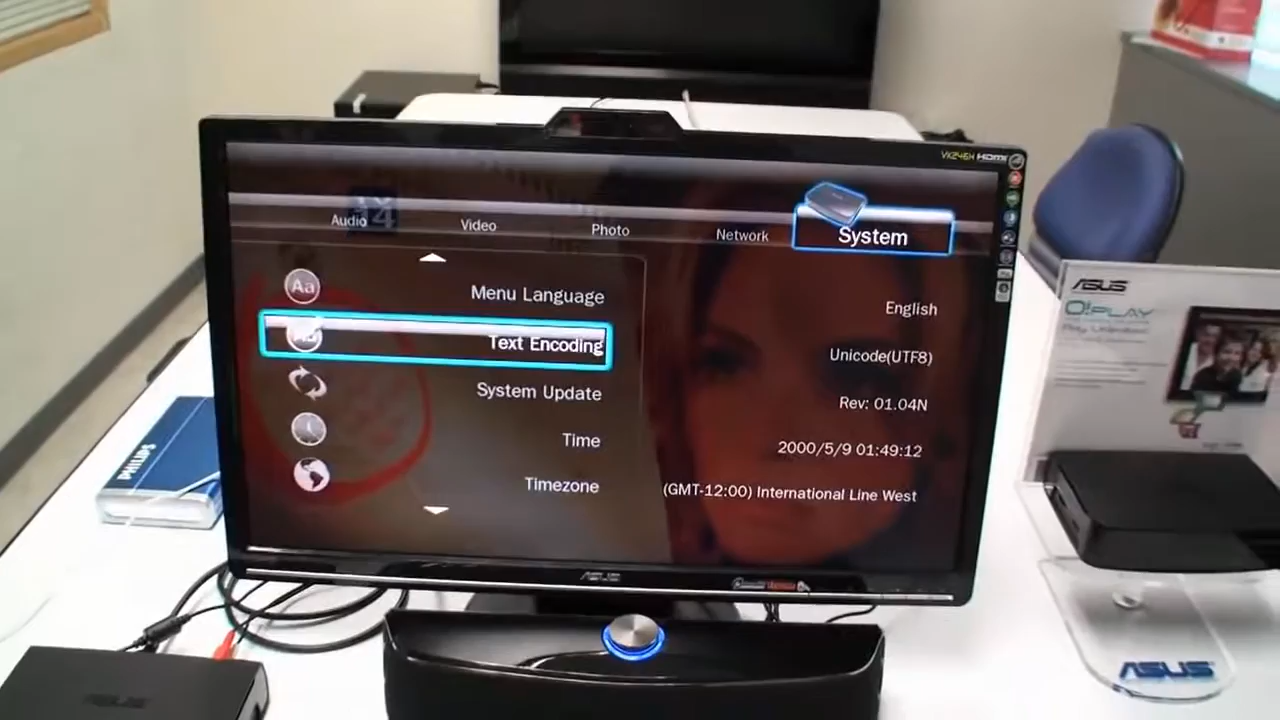 VK246H HDMI
Audio
Video
Photo
Network
System
Aa
Menu Language
English
Text Encoding
Unicode(UTF8)
System Update
Rev: 01.04N
Time
2000/5/9 01:49:12
Timezone
(GMT-12:00) International Line West
ASUS
PHILIPS
ASUS
O!PLAY
ASUS
ASUS